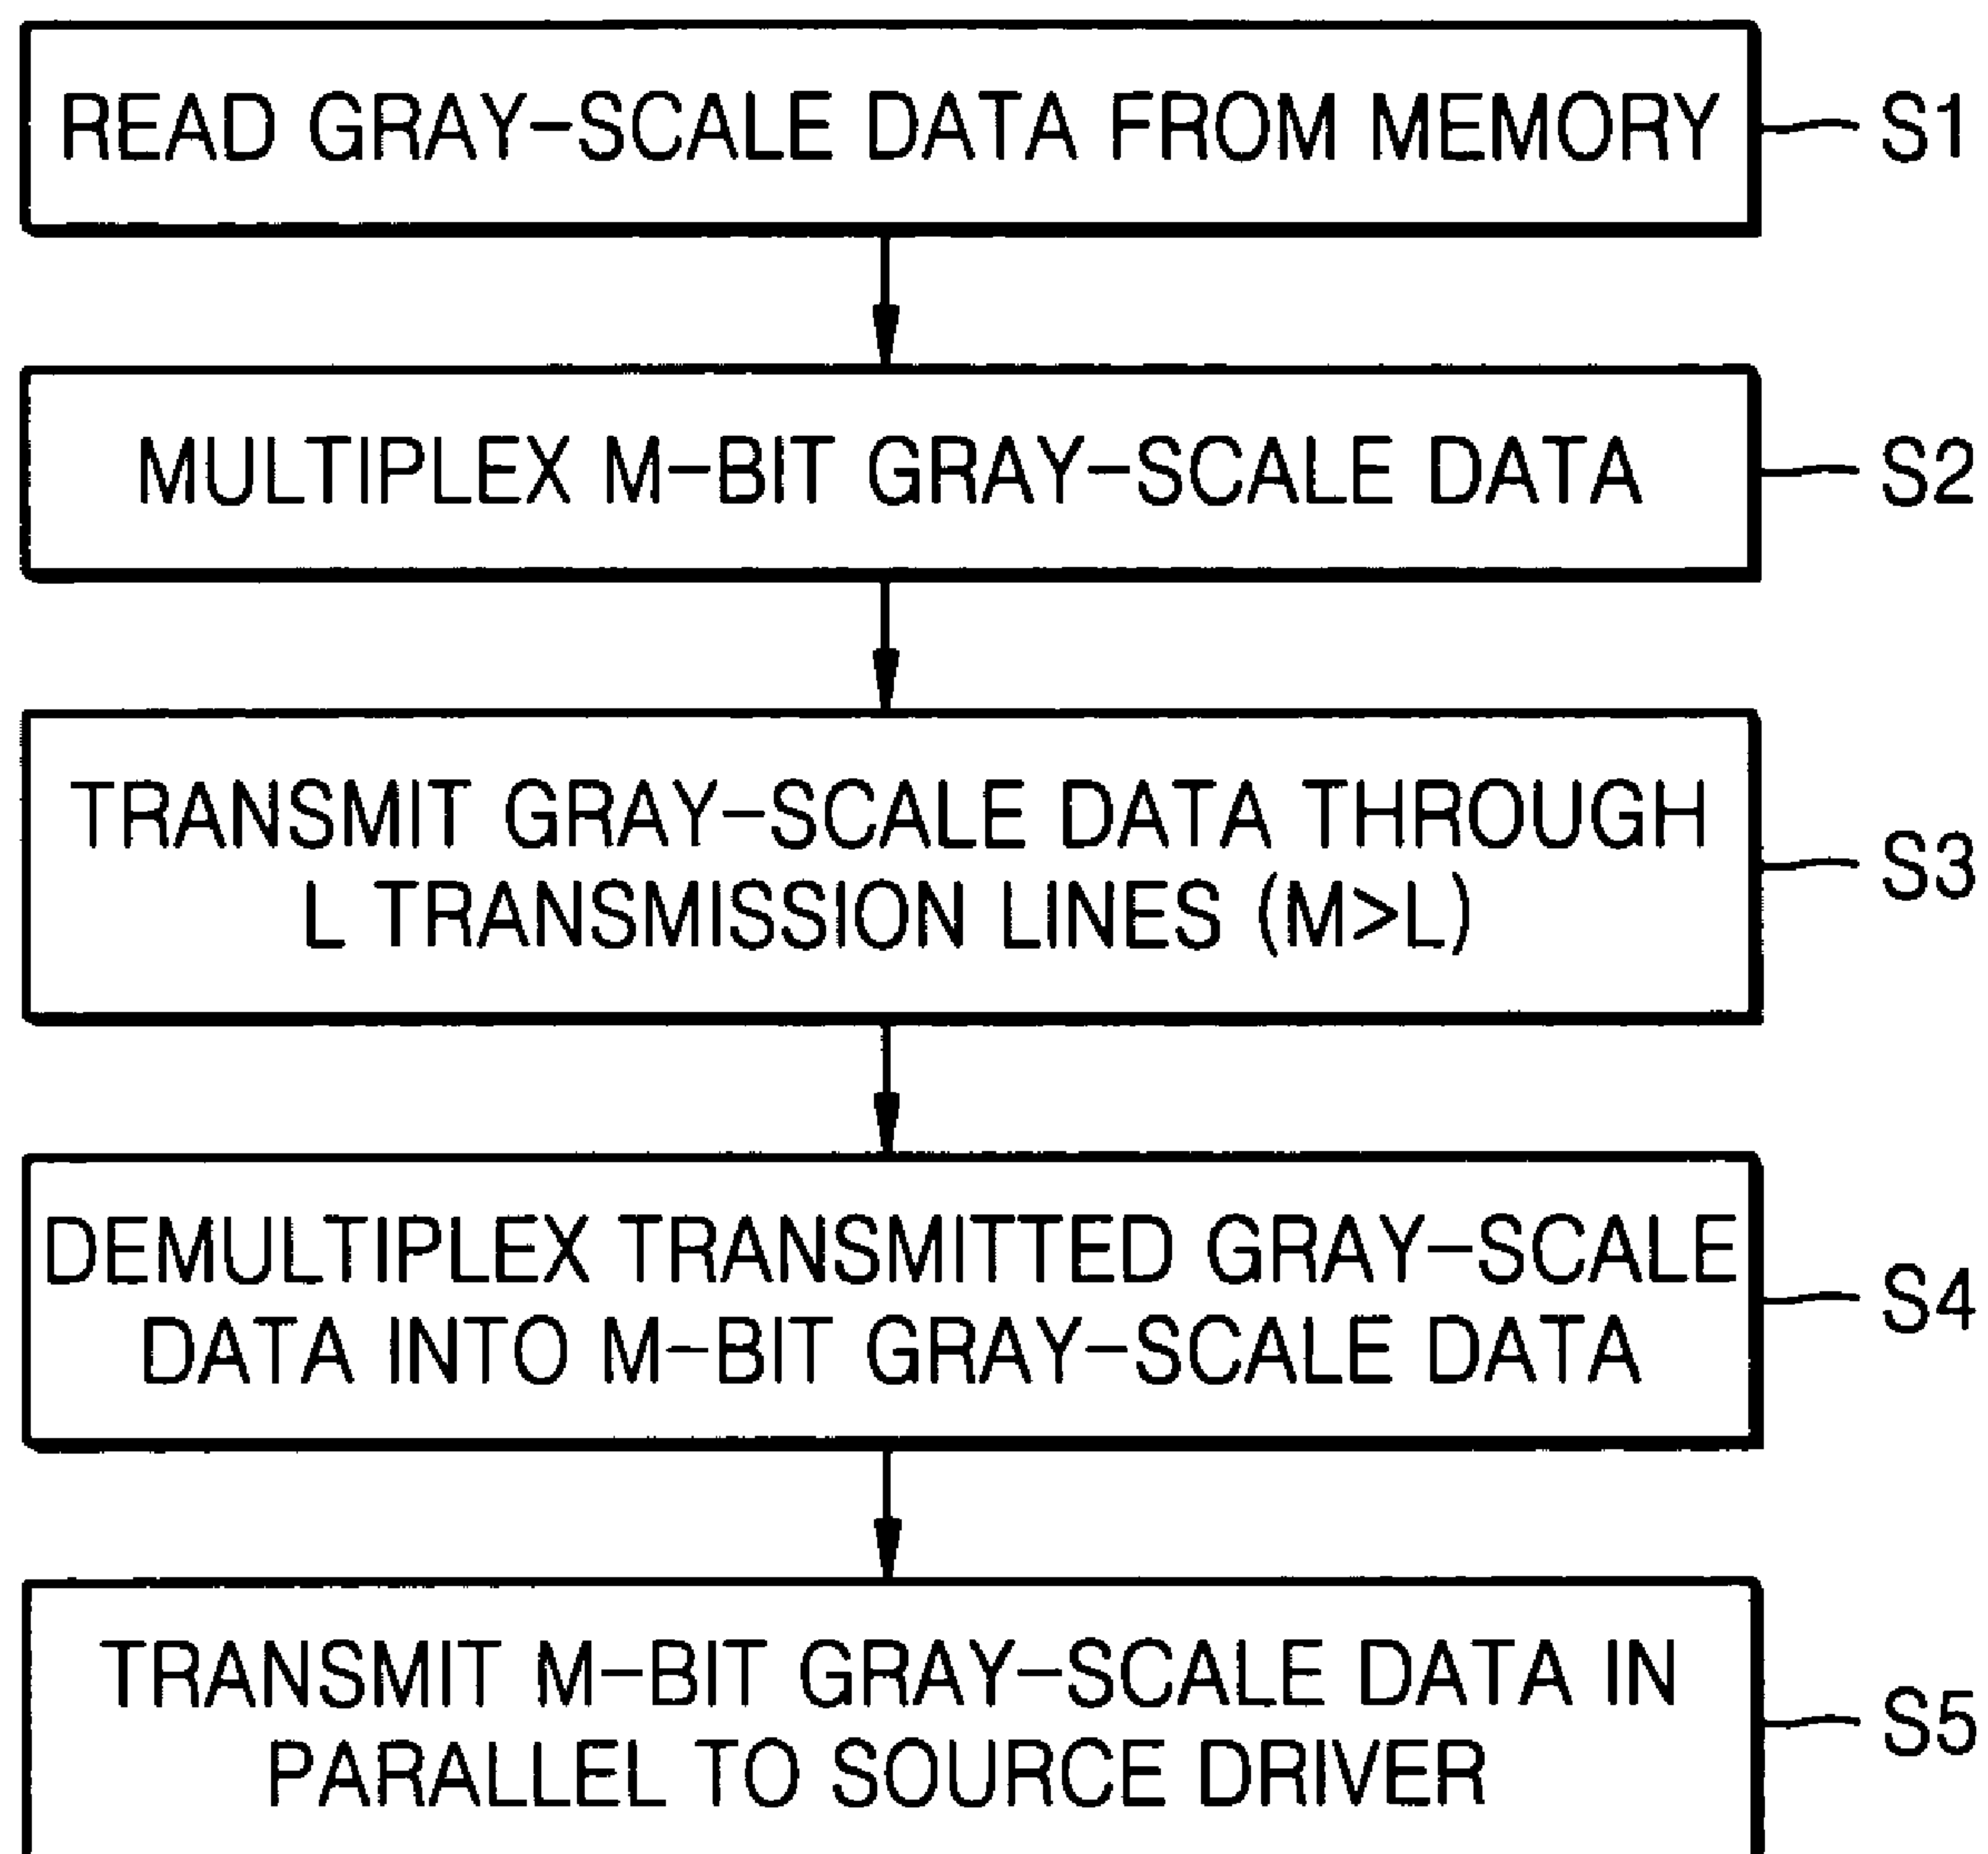 READ GRAY-SCALE DATA FROM MEMORY
S1
MULTIPLEX M-BIT GRAY-SCALE DATA
S2
TRANSMIT GRAY-SCALE DATA THROUGH
L TRANSMISSION LINES (M>L)
S3
DEMULTIPLEX TRANSMITTED GRAY-SCALE
DATA INTO M-BIT GRAY-SCALE DATA
S4
TRANSMIT M-BIT GRAY-SCALE DATA IN
PARALLEL TO SOURCE DRIVER
S5